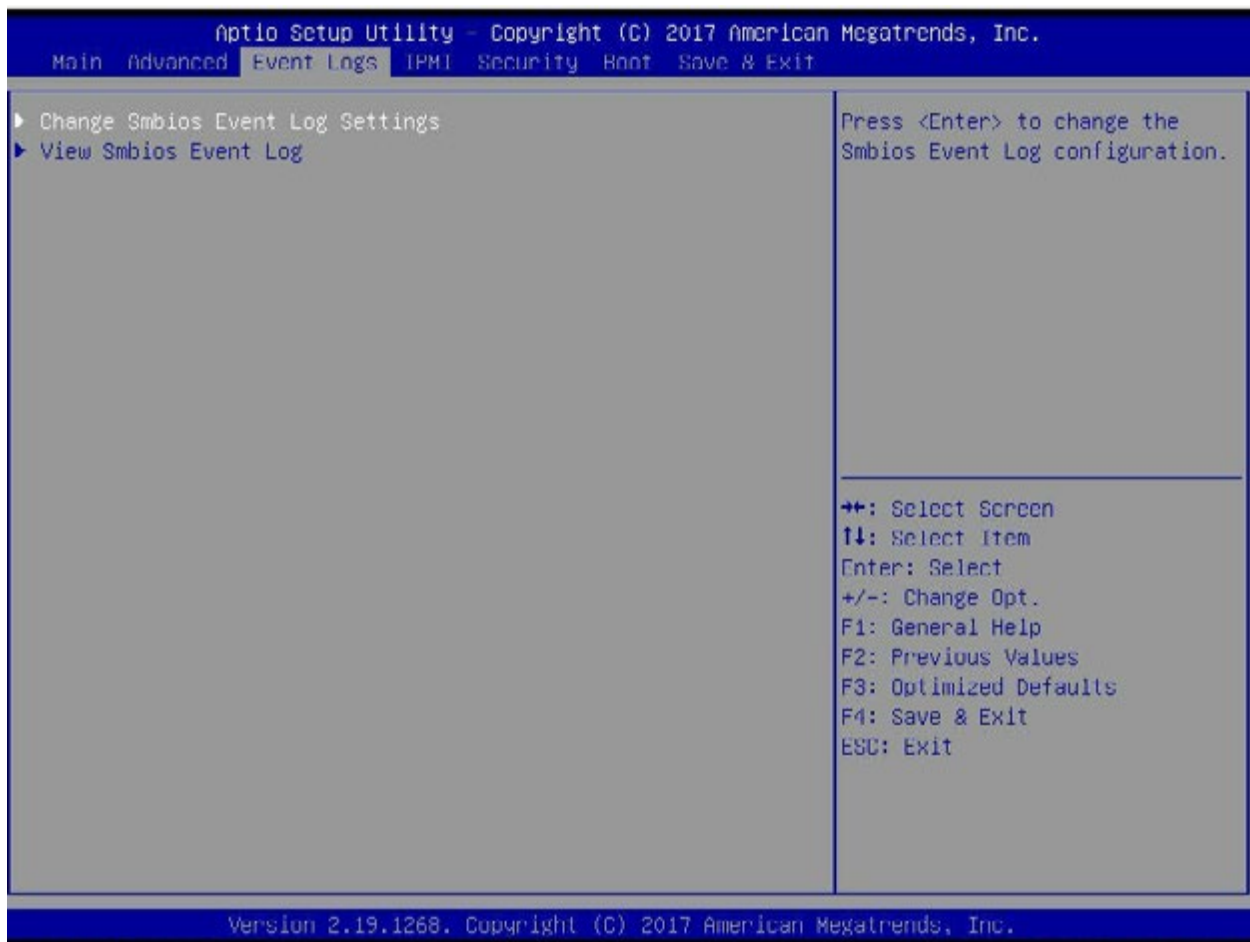 Aptio Setup Utility - Copyright (C) 2017 American Megatrends, Inc.
Main Advanced Event Logs IPMI Security Boot Save & Exit
Change Smbios Event Log Settings
View Smbios Event Log
Press <Enter> to change the
Smbios Event Log configuration.
→←: Select Screen
↑↓: Select Item
Enter: Select
+/-: Change Opt.
F1: General Help
F2: Previous Values
F3: Optimized Defaults
F4: Save & Exit
ESC: Exit
Version 2.19.1268. Copyright (C) 2017 American Megatrends, Inc.